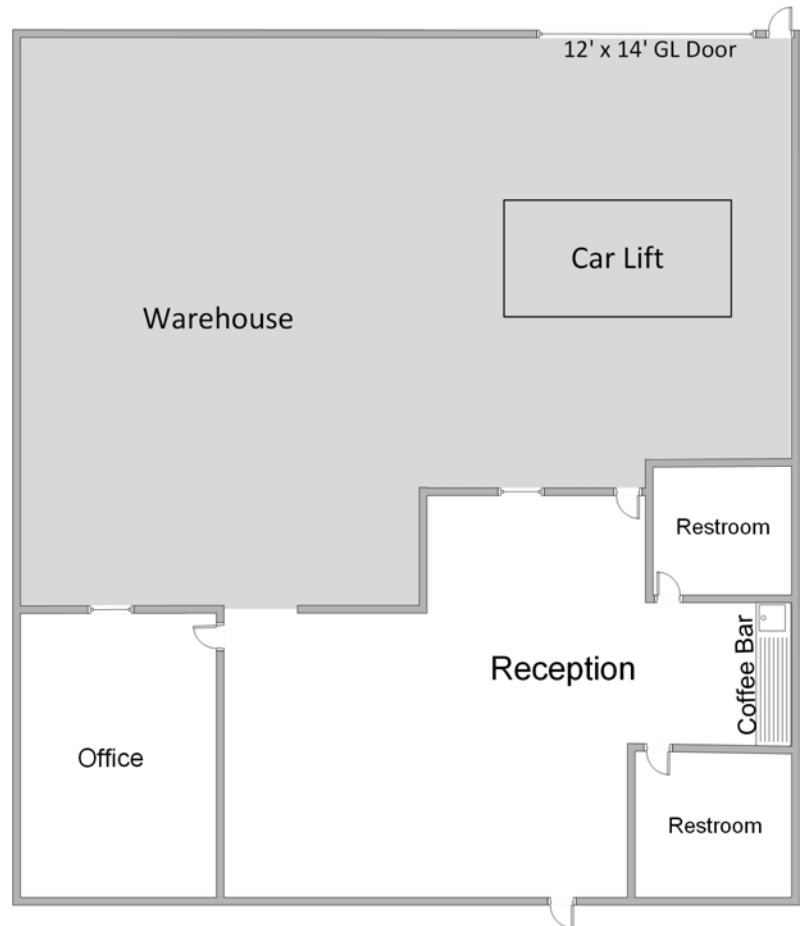 12' x 14' GL Door
Car Lift
Warehouse
Restroom
Reception
Coffee Bar
Office
Restroom